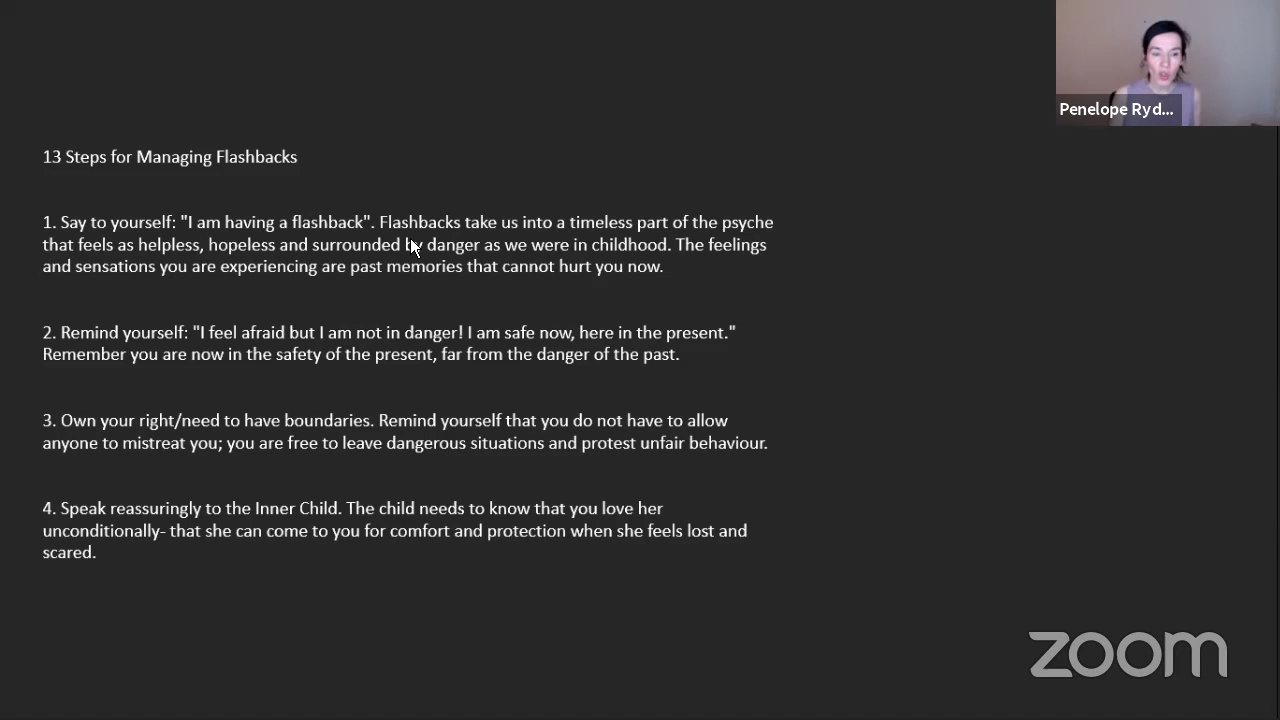 Penelope Ryd...
13 Steps for Managing Flashbacks
1. Say to yourself: "I am having a flashback". Flashbacks take us into a timeless part of the psyche
that feels as helpless, hopeless and surrounded by danger as we were in childhood. The feelings
and sensations you are experiencing are past memories that cannot hurt you now.
2. Remind yourself: "I feel afraid but I am not in danger! I am safe now, here in the present."
Remember you are now in the safety of the present, far from the danger of the past.
3. Own your right/need to have boundaries. Remind yourself that you do not have to allow
anyone to mistreat you; you are free to leave dangerous situations and protest unfair behaviour.
4. Speak reassuringly to the Inner Child. The child needs to know that you love her
unconditionally- that she can come to you for comfort and protection when she feels lost and
scared.
zoom